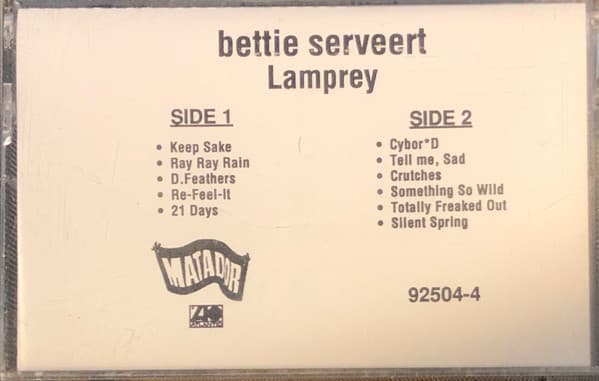 bettie serveert
Lamprey
SIDE 1
• Keep Sake
• Ray Ray Rain
• D.Feathers
• Re-Feel-It
• 21 Days
SIDE 2
• Cybor*D
• Tell me, Sad
• Crutches
• Something So Wild
• Totally Freaked Out
• Silent Spring
MATADOR
ATLANTIC
92504-4